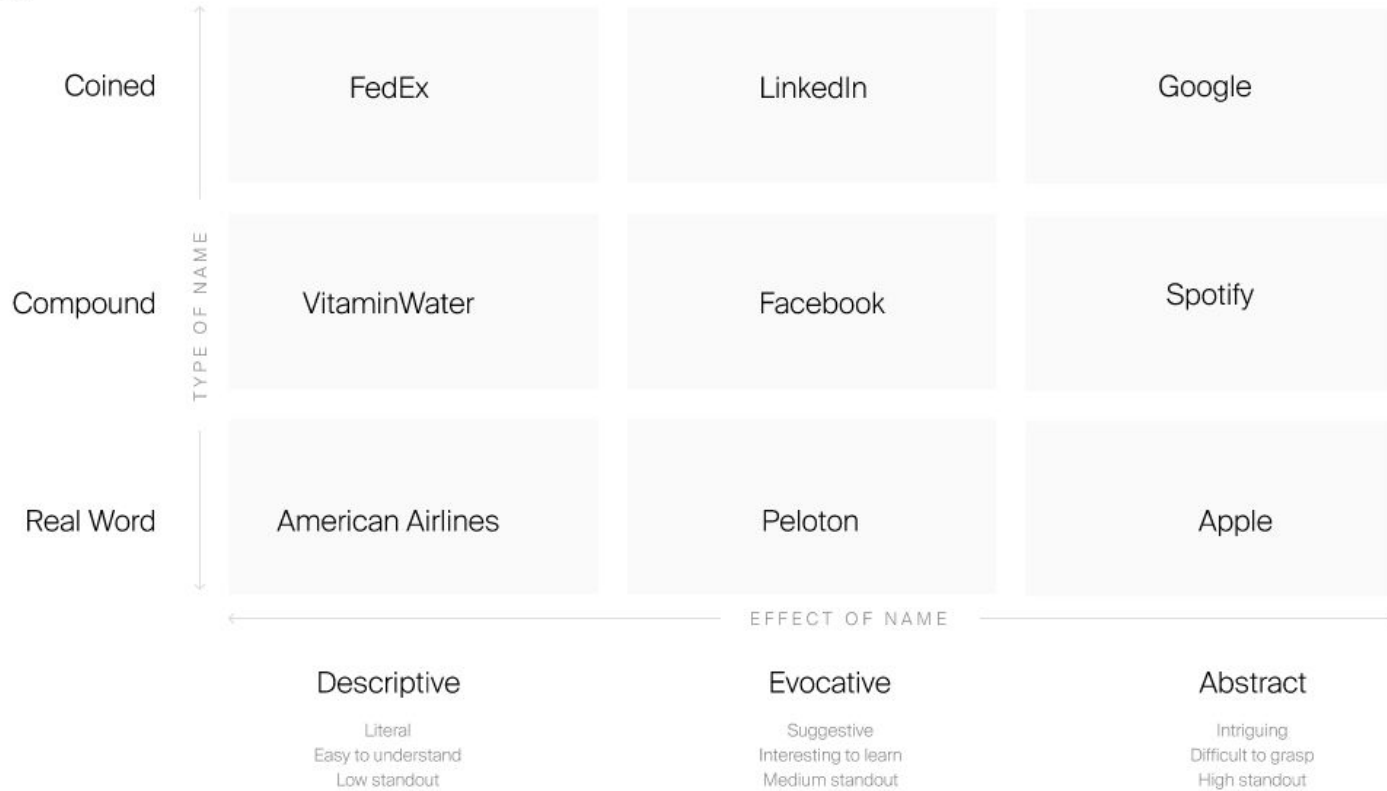 Coined
FedEx
LinkedIn
Google
TYPE OF NAME
Compound
VitaminWater
Facebook
Spotify
Real Word
American Airlines
Peloton
Apple
EFFECT OF NAME
Descriptive
Evocative
Abstract
Literal
Suggestive
Intriguing
Easy to understand
Interesting to learn
Difficult to grasp
Low standout
Medium standout
High standout